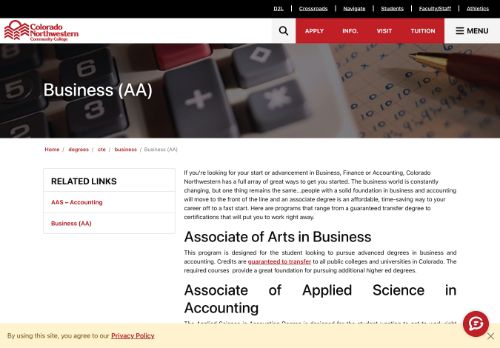 D2L | Crossroads | Navigate | Students | Faculty/Staff | Athletics
Colorado
Northwestern
Community College
APPLY INFO. VISIT TUITION MENU
Business (AA)
Home / degrees / cte / business / Business (AA)
RELATED LINKS
AAS – Accounting
Business (AA)
If you're looking for your start or advancement in Business, Finance or Accounting, Colorado
Northwestern has a full array of great ways to get you started. The business world is constantly
changing, but one thing remains the same...people with a solid foundation in business and accounting
will move to the front of the line and an associate degree is an affordable, time-saving way to your
career off to a fast start. Here are programs that range from a guaranteed transfer degree to
certifications that will put you to work right away.
Associate of Arts in Business
This program is designed for the student looking to pursue advanced degrees in business and
accounting. Credits are guaranteed to transfer to all public colleges and universities in Colorado. The
required courses provide a great foundation for pursuing additional higher ed degrees.
Associate of Applied Science in
Accounting
The Applied Science in Accounting Degree is designed for the student wanting to get to work right
By using this site, you agree to our Privacy Policy